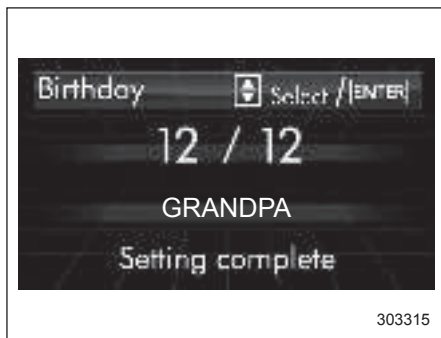 Birthday Select /ENTER
12 / 12
GRANDPA
Setting complete
303315